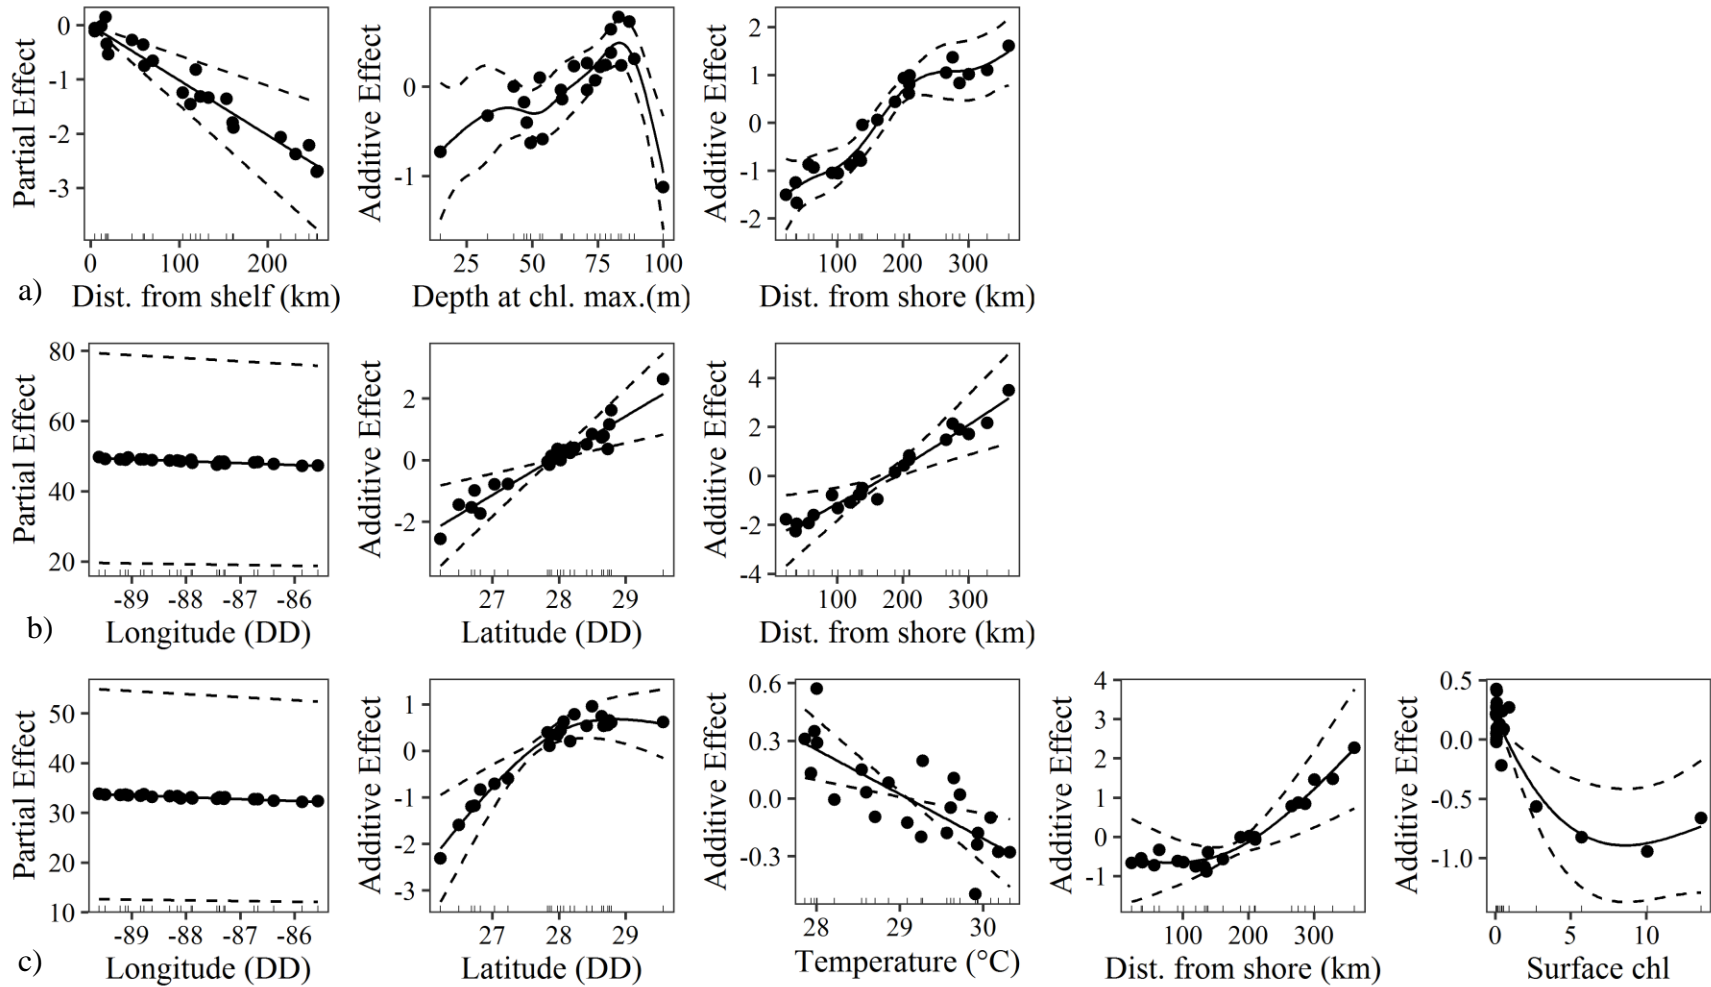 Partial Effect
0
-1
-2
-3
0 100 200
a) Dist. from shelf (km)
Additive Effect
0
-1
25 50 75 100
Depth at chl. max.(m)
Additive Effect
2
1
0
-1
-2
100 200 300
Dist. from shore (km)
Partial Effect
80
60
40
20
-89 -88 -87 -86
b) Longitude (DD)
Additive Effect
2
0
-2
27 28 29
Latitude (DD)
Additive Effect
4
2
0
-2
-4
100 200 300
Dist. from shore (km)
Partial Effect
50
40
30
20
10
-89 -88 -87 -86
c) Longitude (DD)
Additive Effect
1
0
-1
-2
-3
27 28 29
Latitude (DD)
Additive Effect
0.6
0.3
0.0
-0.3
28 29 30
Temperature (°C)
Additive Effect
4
3
2
1
0
-1
100 200 300
Dist. from shore (km)
Additive Effect
0.5
0.0
-0.5
-1.0
0 5 10
Surface chl